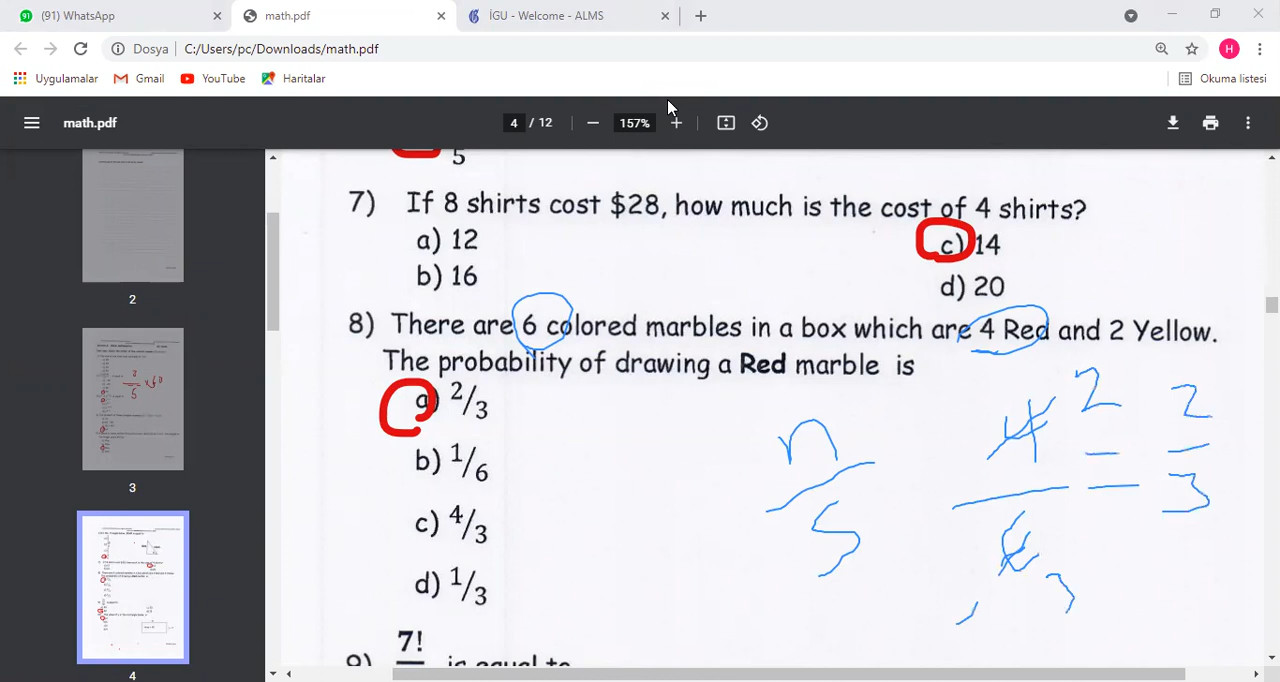 (91) WhatsApp
math.pdf
İGU - Welcome - ALMS
Dosya | C:/Users/pc/Downloads/math.pdf
H
Uygulamalar
Gmail
YouTube
Haritalar
Okuma listesi
math.pdf
4 / 12
157%
5
7) If 8 shirts cost $28, how much is the cost of 4 shirts?
a) 12
c) 14
b) 16
d) 20
8) There are 6 colored marbles in a box which are 4 Red and 2 Yellow.
The probability of drawing a Red marble is
a) 2/3
b) 1/6
c) 4/3
d) 1/3
n
5
4 2
6 3
=
2
3
7!
9) is equal to
2
3
4